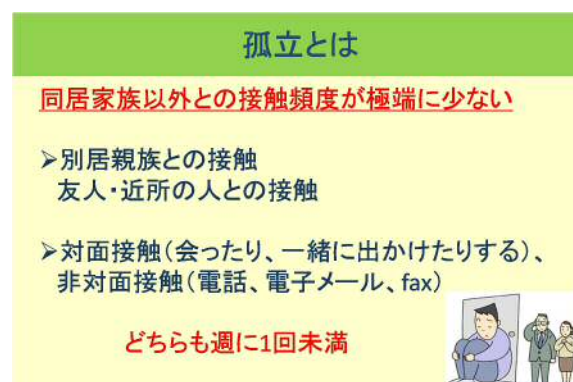 孤立とは
同居家族以外との接触頻度が極端に少ない
➢別居親族との接触
友人・近所の人との接触
➢対面接触(会ったり、一緒に出かけたりする)、
非対面接触(電話、電子メール、fax)
どちらも週に1回未満